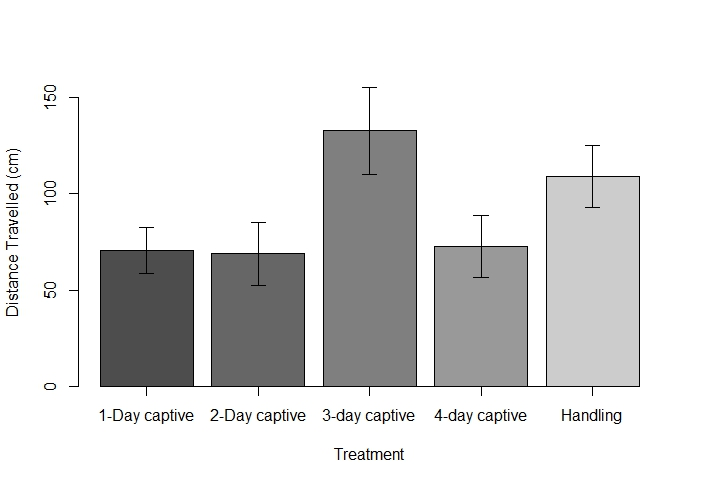 Distance Travelled (cm)
150
100
50
0
1-Day captive 2-Day captive 3-day captive 4-day captive Handling
Treatment